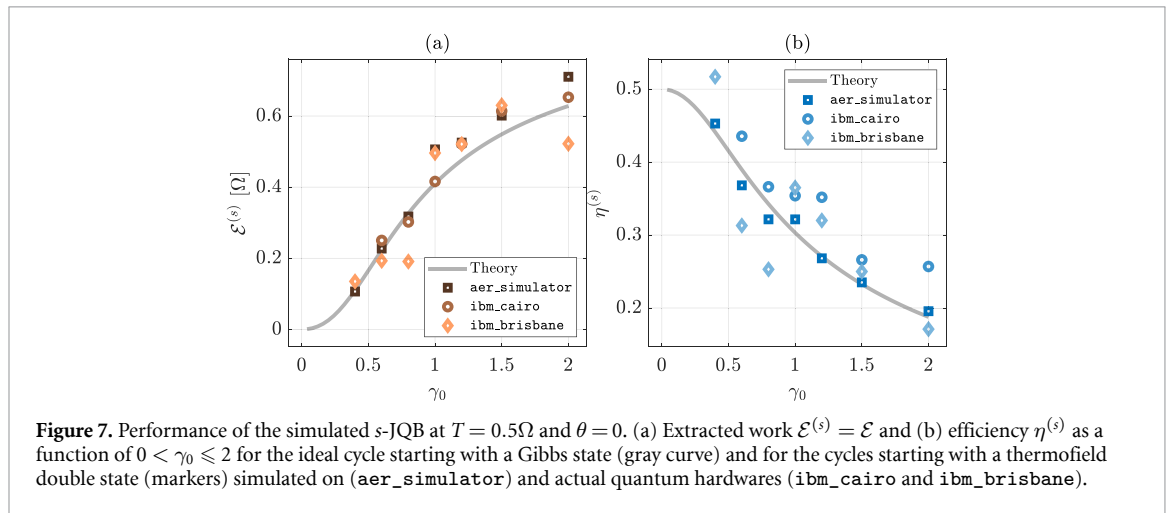 (a)
0.6
0.4
0.2
0
ℰ^(s) [Ω]
Theory
aer_simulator
ibm_cairo
ibm_brisbane
0 0.5 1 1.5 2
γ₀
(b)
0.5
0.4
0.3
0.2
η^(s)
Theory
aer_simulator
ibm_cairo
ibm_brisbane
0 0.5 1 1.5 2
γ₀
Figure 7. Performance of the simulated s-JQB at T = 0.5Ω and θ = 0. (a) Extracted work ℰ^(s) = ℰ and (b) efficiency η^(s) as a
function of 0 < γ₀ ⩽ 2 for the ideal cycle starting with a Gibbs state (gray curve) and for the cycles starting with a thermofield
double state (markers) simulated on (aer_simulator) and actual quantum hardwares (ibm_cairo and ibm_brisbane).